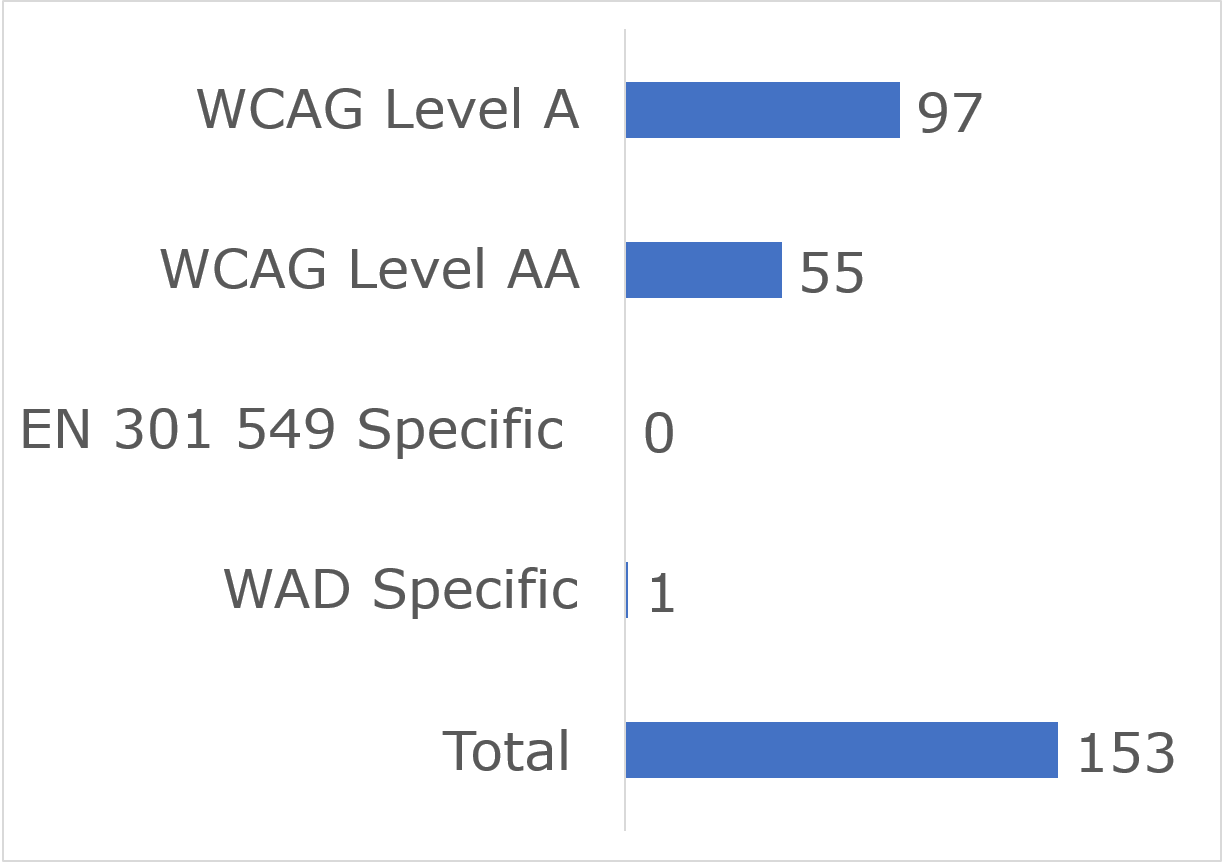 WCAG Level A 97
WCAG Level AA 55
EN 301 549 Specific 0
WAD Specific 1
Total 153